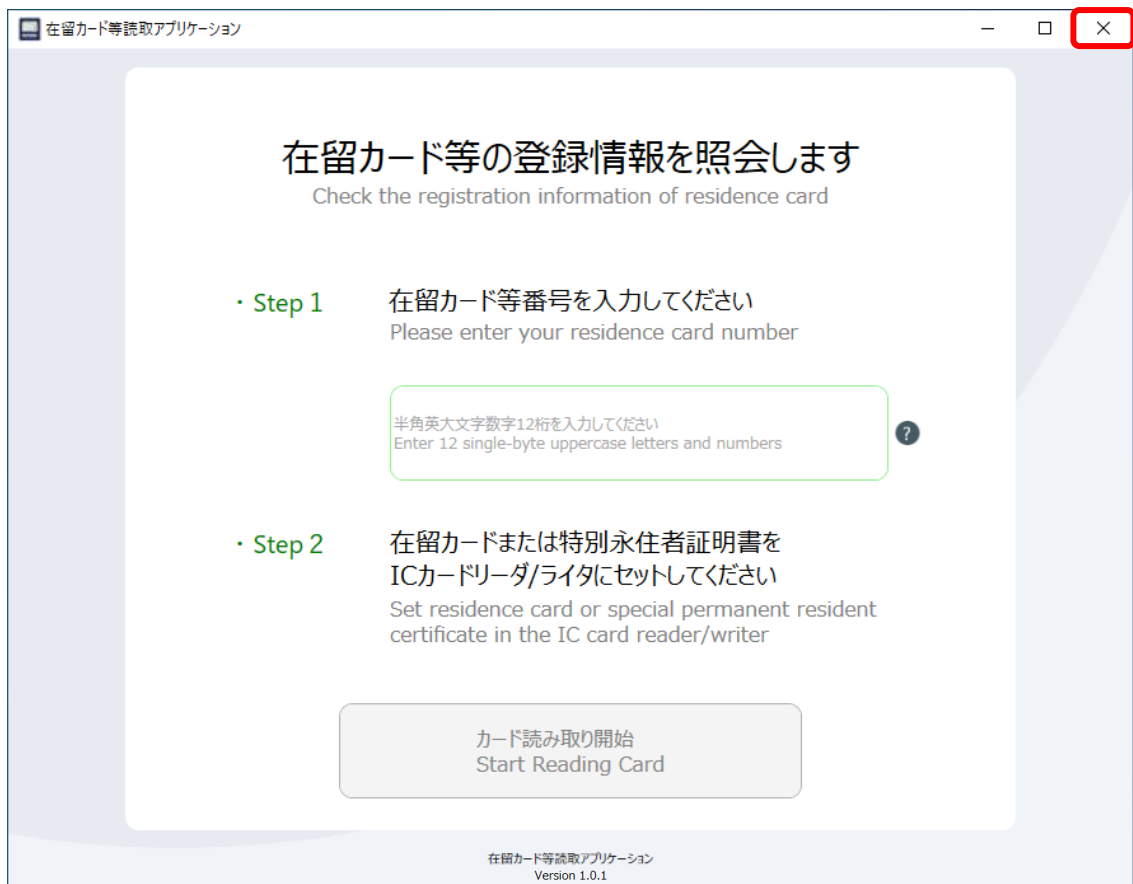 在留カード等読取アプリケーション
在留カード等の登録情報を照会します
Check the registration information of residence card
・Step 1
在留カード等番号を入力してください
Please enter your residence card number
半角英大文字数字12桁を入力してください
Enter 12 single-byte uppercase letters and numbers
?
・Step 2
在留カードまたは特別永住者証明書を
ICカードリーダ/ライタにセットしてください
Set residence card or special permanent resident
certificate in the IC card reader/writer
カード読み取り開始
Start Reading Card
在留カード等読取アプリケーション
Version 1.0.1